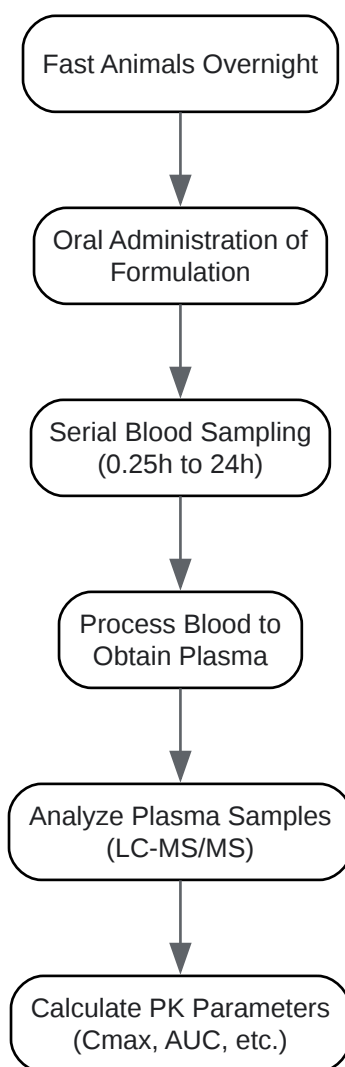 Fast Animals Overnight
Oral Administration of
Formulation
Serial Blood Sampling
(0.25h to 24h)
Process Blood to
Obtain Plasma
Analyze Plasma Samples
(LC-MS/MS)
Calculate PK Parameters
(Cmax, AUC, etc.)